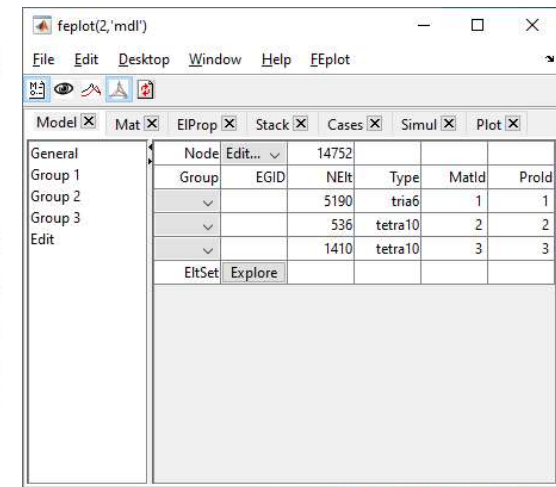 feplot(2,'mdl')
File Edit Desktop Window Help FEplot
Model Mat ElProp Stack Cases Simul Plot
General
Group 1
Group 2
Group 3
Edit
Node Edit... 14752
Group EGID NElt Type MatId ProId
5190 tria6 1 1
536 tetra10 2 2
1410 tetra10 3 3
EltSet Explore